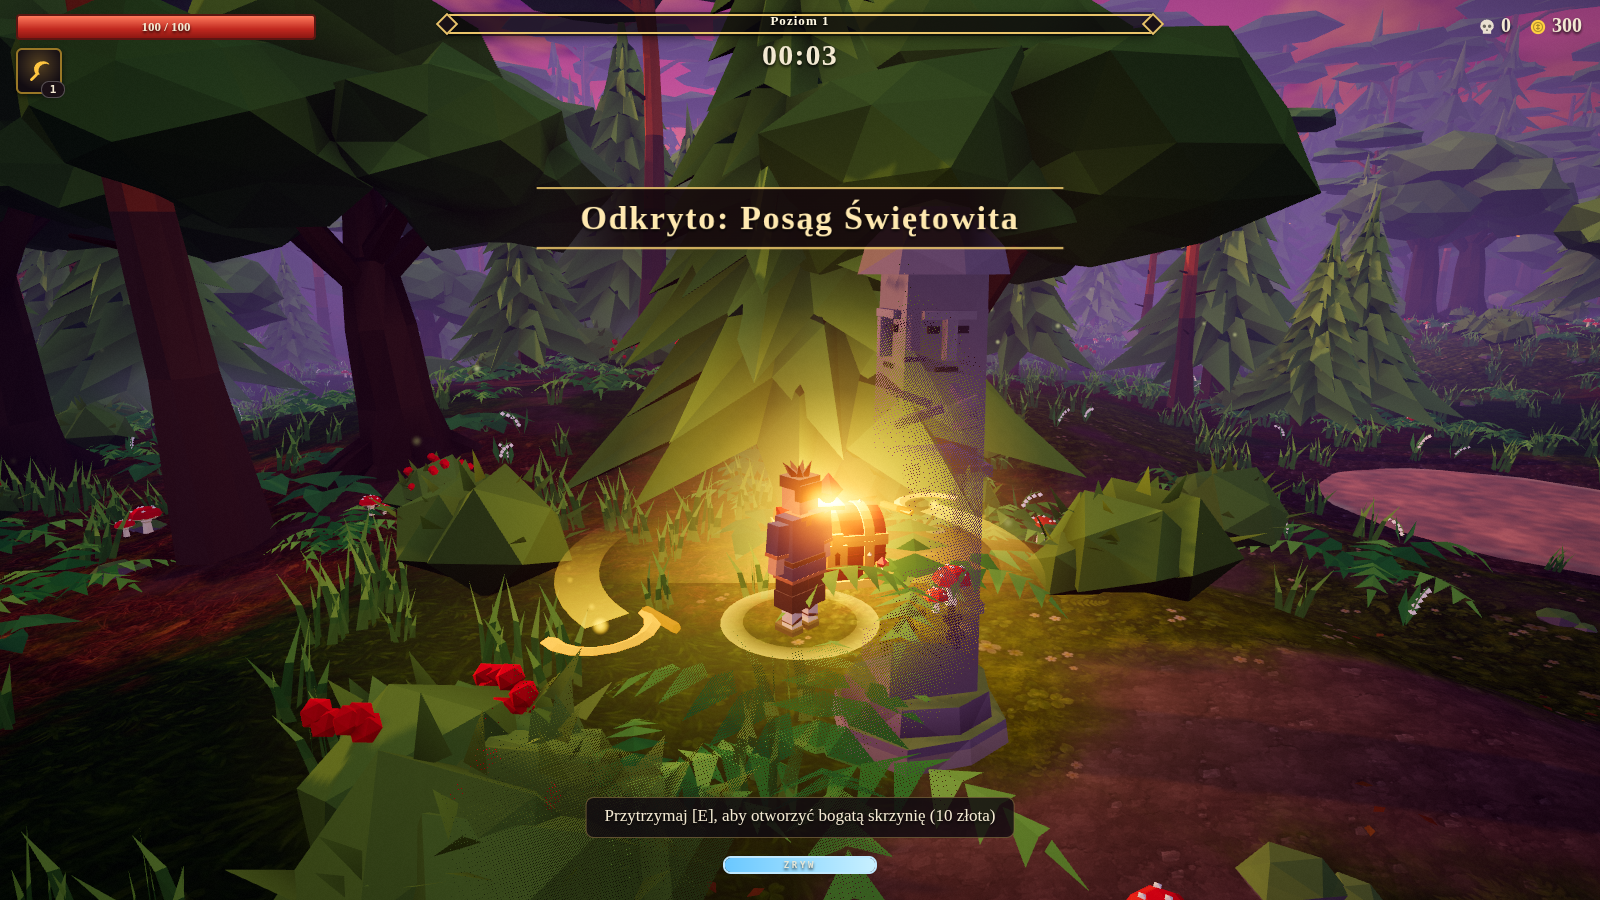 100 / 100
Poziom 1
0
300
00:03
1
Odkryto: Posąg Świętowita
Przytrzymaj [E], aby otworzyć bogatą skrzynię (10 złota)
ZRYW